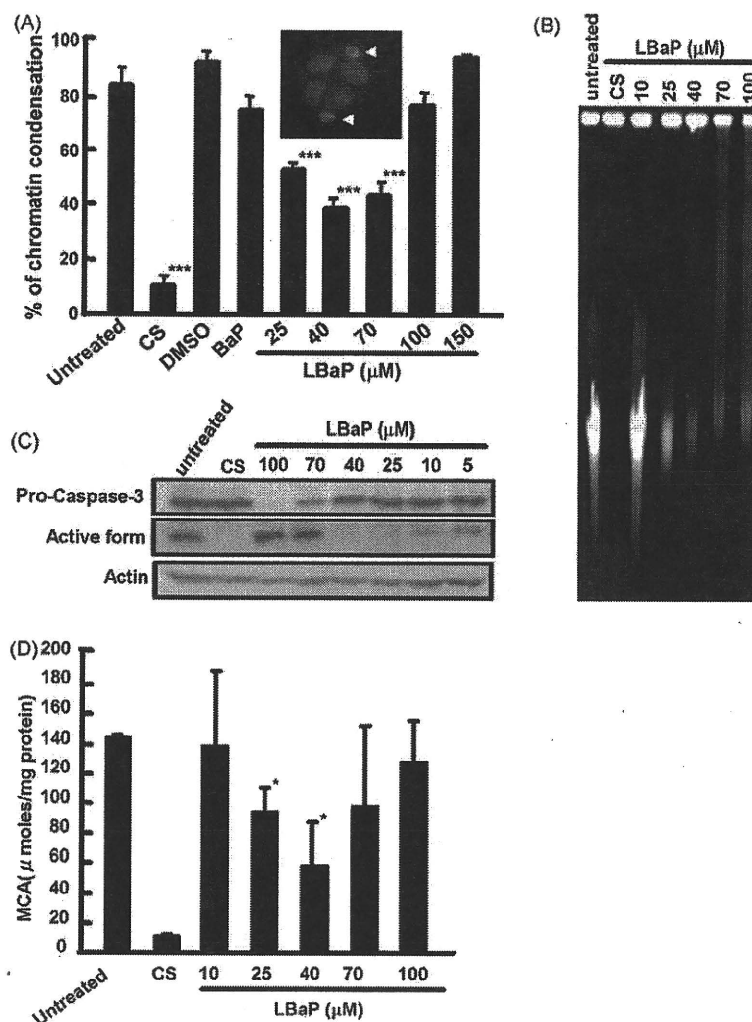 (A)
% of chromatin condensation
100
80
60
40
20
0
***
***
***
***
Untreated
CS
DMSO
BaP
25
40
70
100
150
LBaP (μM)
(B)
LBaP (μM)
untreated
CS
10
25
40
70
100
(C)
LBaP (μM)
untreated
CS
100
70
40
25
10
5
Pro-Caspase-3
Active form
Actin
(D)
MCA( μ moles/mg protein)
200
180
160
140
120
100
80
60
40
20
0
*
*
Untreated
CS
10
25
40
70
100
LBaP (μM)